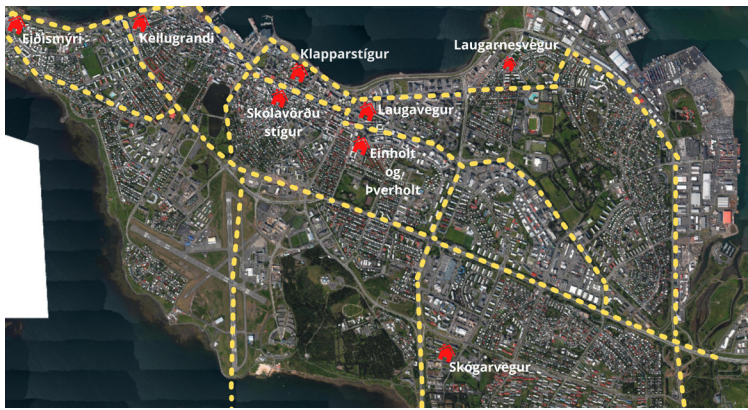 Eiðismýri
Keilugrandi
Klapparstígur
Laugarnesvegur
Skólavörðu
stígur
Laugavegur
Einholt
og
Þverholt
Skógarvegur